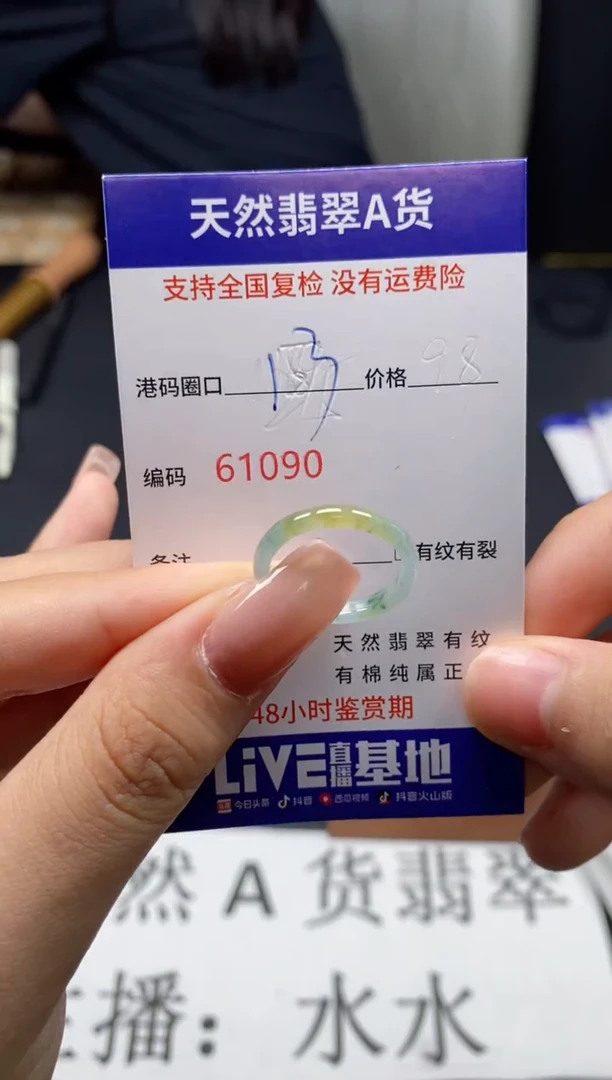 天然翡翠A货
支持全国复检 没有运费险
港码圈口 13 价格 98
编码 61090
备注 有纹有裂
天然翡翠有纹
有棉纯属正
48小时鉴赏期
LiVE直播基地
今日头条 抖音 西瓜视频 抖音火山版
然A货翡翠
主播：水水